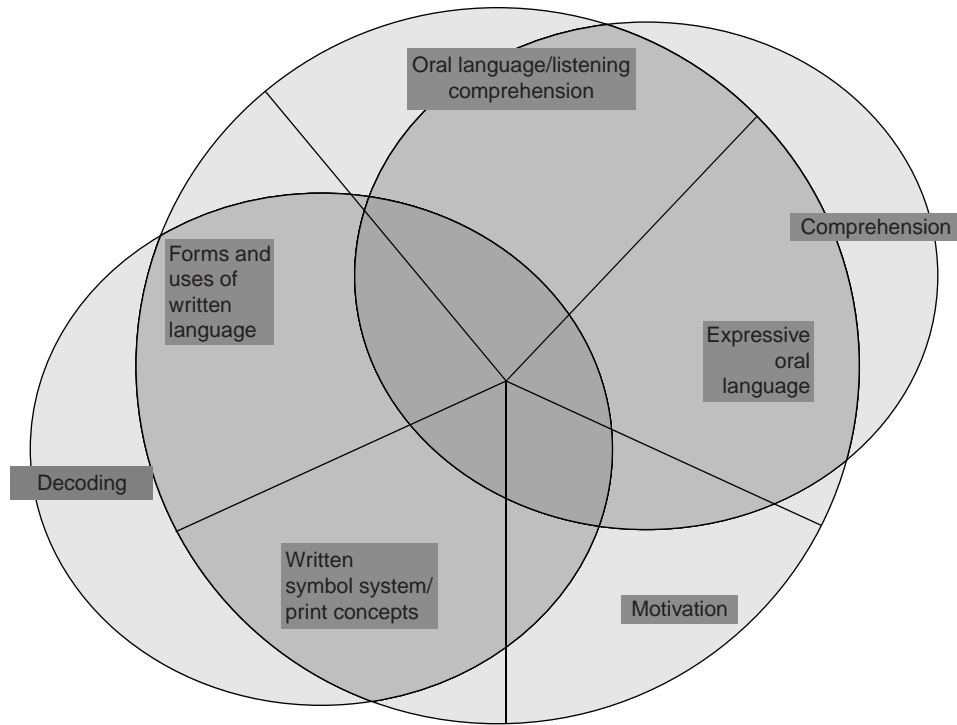 Oral language/listening
comprehension
Comprehension
Forms and
uses of
written
language
Expressive
oral
language
Decoding
Written
symbol system/
print concepts
Motivation